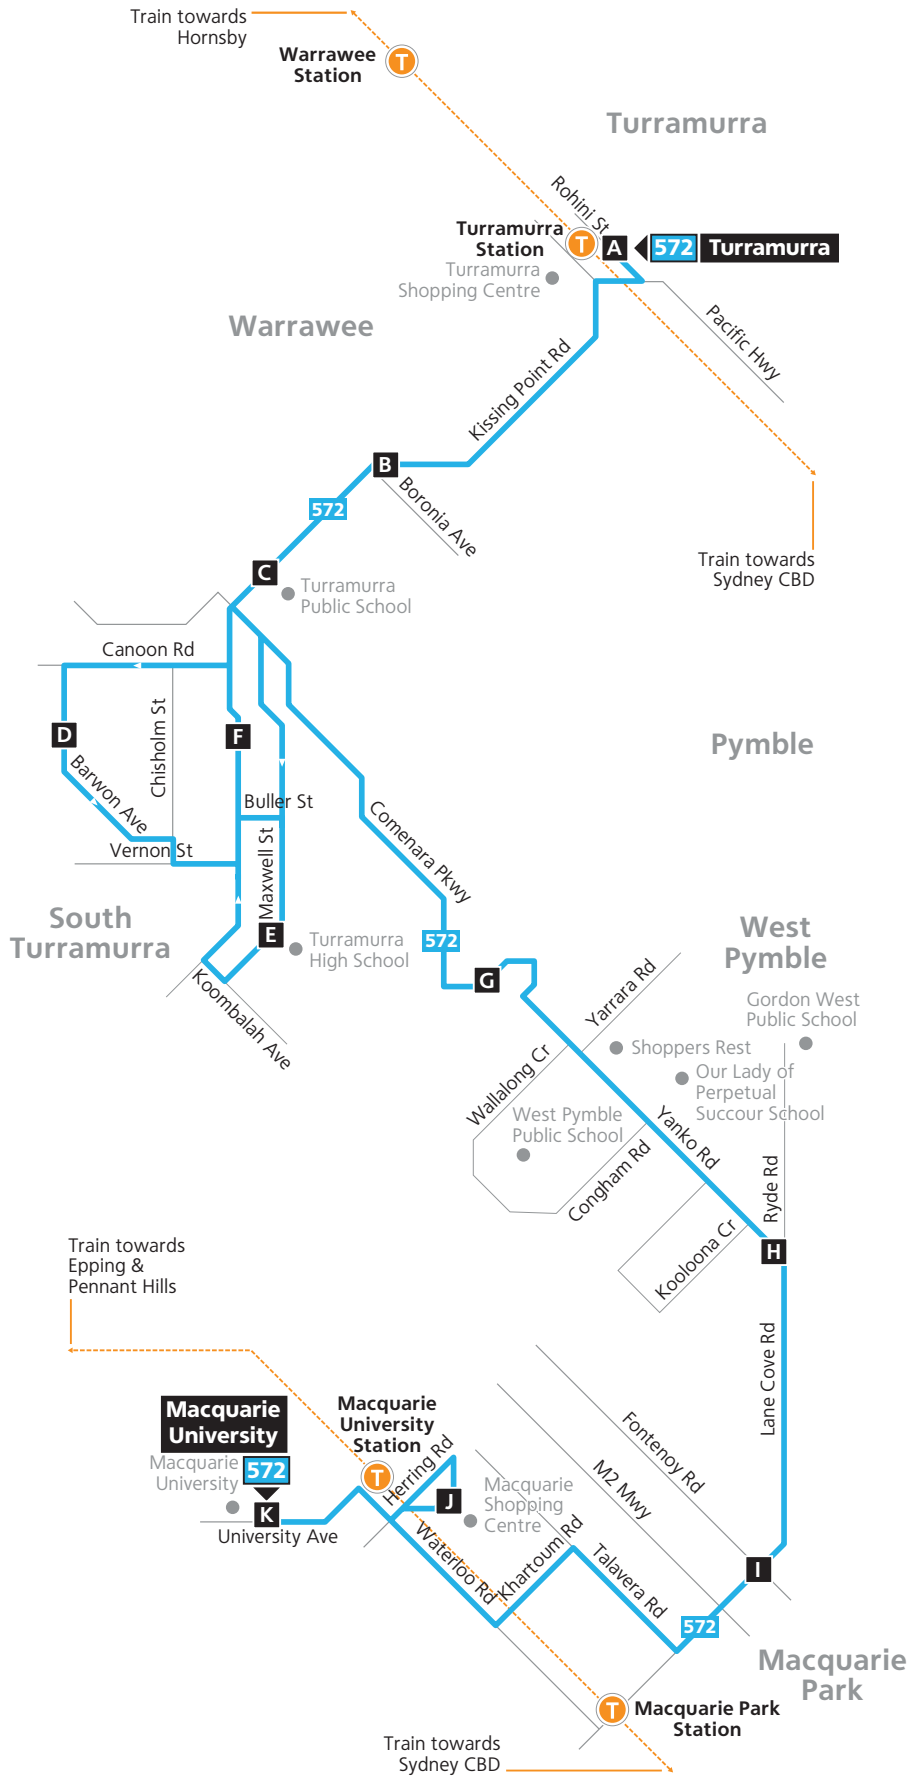 Train towards
Hornsby
Warrawee
Station
T
Turramurra
Rohini St
Turramurra
Station
T
A
572
Turramurra
Turramurra
Shopping Centre
Warrawee
Pacific Hwy
Kissing Point Rd
B
Boronia Ave
572
Train towards
Sydney CBD
C
Turramurra
Public School
Canoon Rd
Chisholm St
D
F
Pymble
Barwon Ave
Buller St
Comenara Pkwy
Vernon St
Maxwell St
South
Turramurra
E
Turramurra
High School
572
West
Pymble
Koombalah Ave
G
Yarrara Rd
Gordon West
Public School
Wallalong Cr
Shoppers Rest
Our Lady of
Perpetual
Succour School
West Pymble
Public School
Yanko Rd
Congham Rd
Ryde Rd
Kooloona Cr
H
Train towards
Epping &
Pennant Hills
Lane Cove Rd
Macquarie
University
Macquarie
University
Station
T
Herring Rd
Fontenoy Rd
M2 Mwy
Macquarie
University
572
K
University Ave
J
Macquarie
Shopping
Centre
Waterloo Rd
Khartoum Rd
Talavera Rd
I
572
Macquarie
Park
T
Macquarie Park
Station
Train towards
Sydney CBD